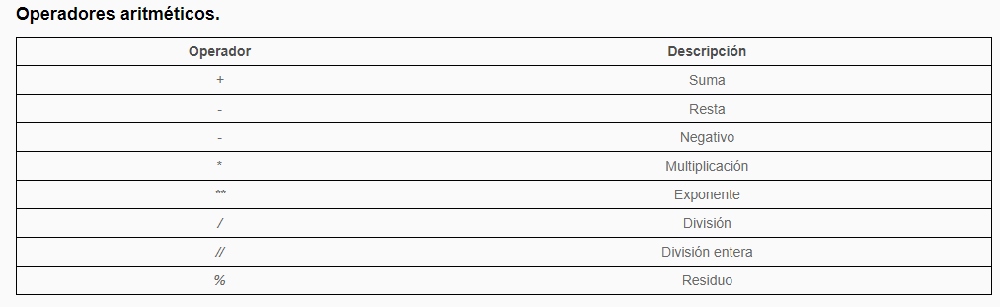 Operadores aritméticos.
Operador Descripción
+ Suma
- Resta
- Negativo
* Multiplicación
** Exponente
/ División
// División entera
% Residuo